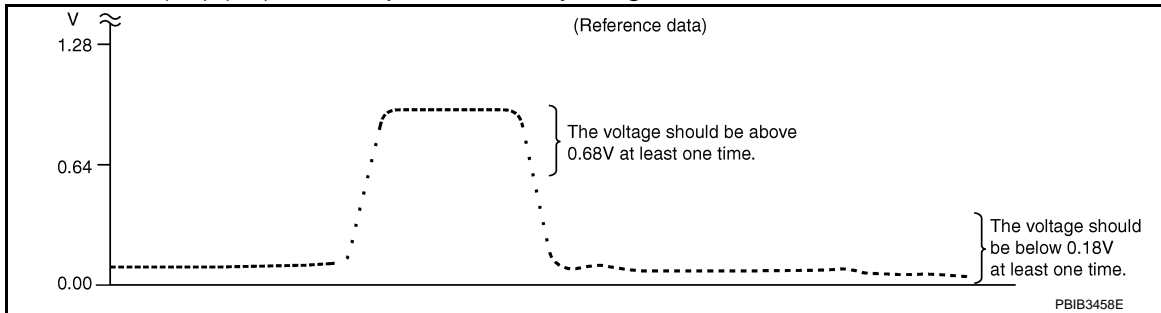 V
(Reference data)
1.28
The voltage should be above
0.68V at least one time.
0.64
The voltage should
be below 0.18V
at least one time.
0.00
PBIB3458E